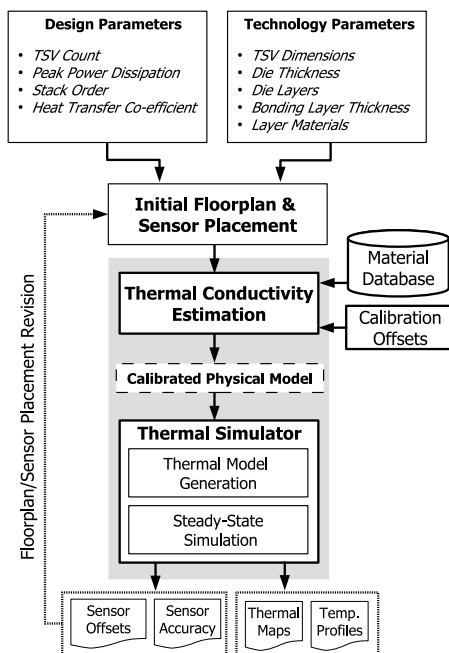 Design Parameters
• TSV Count
• Peak Power Dissipation
• Stack Order
• Heat Transfer Co-efficient
Technology Parameters
• TSV Dimensions
• Die Thickness
• Die Layers
• Bonding Layer Thickness
• Layer Materials
Initial Floorplan &
Sensor Placement
Material
Database
Thermal Conductivity
Estimation
Calibration
Offsets
Calibrated Physical Model
Thermal Simulator
Thermal Model
Generation
Steady-State
Simulation
Floorplan/Sensor Placement Revision
Sensor
Offsets
Sensor
Accuracy
Thermal
Maps
Temp.
Profiles